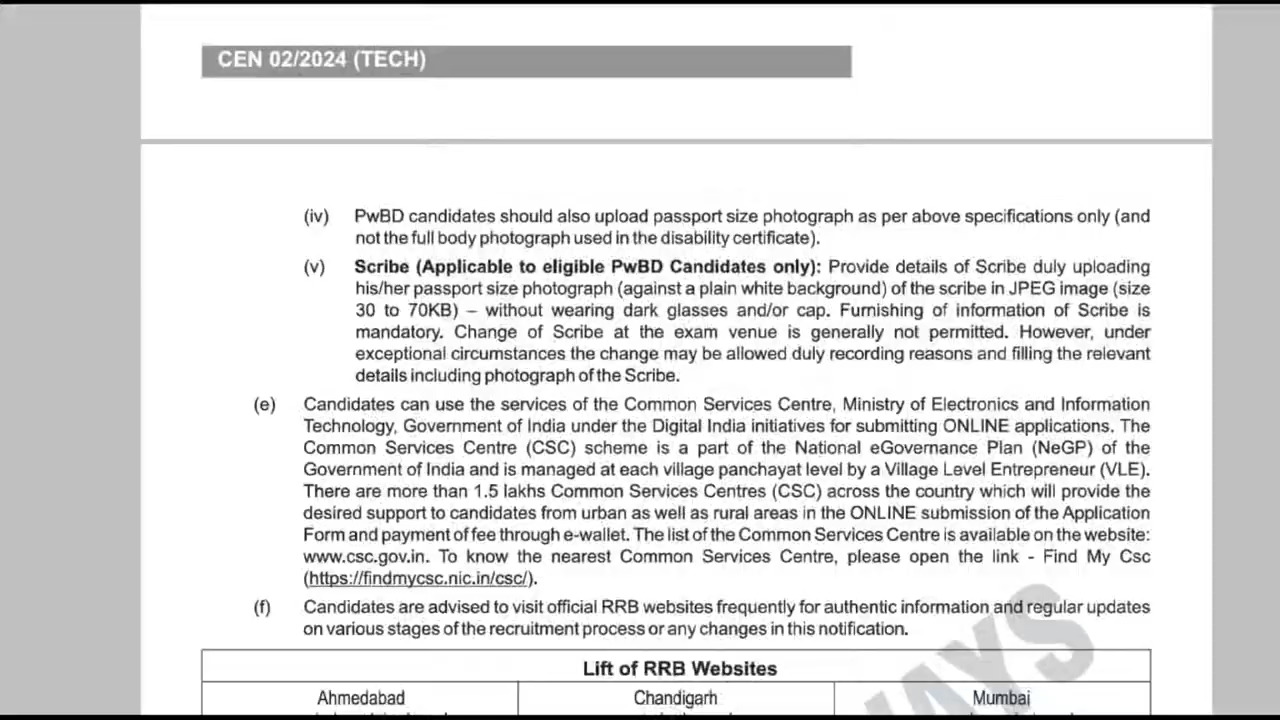 CEN 02/2024 (TECH)
(iv) PwBD candidates should also upload passport size photograph as per above specifications only (and
not the full body photograph used in the disability certificate).
(v) Scribe (Applicable to eligible PwBD Candidates only): Provide details of Scribe duly uploading
his/her passport size photograph (against a plain white background) of the scribe in JPEG image (size
30 to 70KB) – without wearing dark glasses and/or cap. Furnishing of information of Scribe is
mandatory. Change of Scribe at the exam venue is generally not permitted. However, under
exceptional circumstances the change may be allowed duly recording reasons and filling the relevant
details including photograph of the Scribe.
(e) Candidates can use the services of the Common Services Centre, Ministry of Electronics and Information
Technology, Government of India under the Digital India initiatives for submitting ONLINE applications. The
Common Services Centre (CSC) scheme is a part of the National eGovernance Plan (NeGP) of the
Government of India and is managed at each village panchayat level by a Village Level Entrepreneur (VLE).
There are more than 1.5 lakhs Common Services Centres (CSC) across the country which will provide the
desired support to candidates from urban as well as rural areas in the ONLINE submission of the Application
Form and payment of fee through e-wallet. The list of the Common Services Centre is available on the website:
www.csc.gov.in. To know the nearest Common Services Centre, please open the link - Find My Csc
(https://findmycsc.nic.in/csc/).
(f) Candidates are advised to visit official RRB websites frequently for authentic information and regular updates
on various stages of the recruitment process or any changes in this notification.
Lift of RRB Websites
Ahmedabad Chandigarh Mumbai